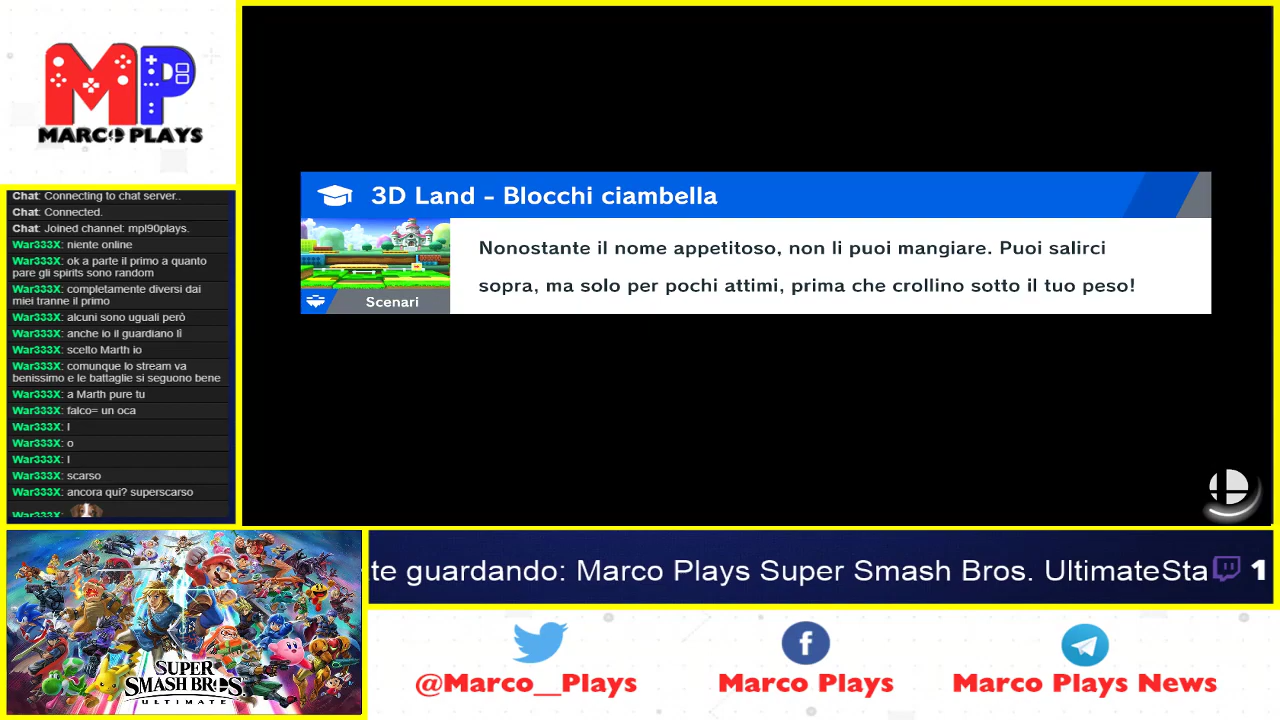 MP
MARCO PLAYS
Chat: Connecting to chat server..
Chat: Connected.
Chat: Joined channel: mpl90plays.
War333X: niente online
War333X: ok a parte il primo a quanto
pare gli spirits sono random
War333X: completamente diversi dai
miei tranne il primo
War333X: alcuni sono uguali però
War333X: anche io il guardiano lì
War333X: scelto Marth io
War333X: comunque lo stream va
benissimo e le battaglie si seguono bene
War333X: a Marth pure tu
War333X: falco= un oca
War333X: l
War333X: o
War333X: l
War333X: scarso
War333X: ancora qui? superscarso
War333X:
3D Land - Blocchi ciambella
Nonostante il nome appetitoso, non li puoi mangiare. Puoi salirci
sopra, ma solo per pochi attimi, prima che crollino sotto il tuo peso!
Scenari
SUPER
SMASH BROS.
ULTIMATE
te guardando: Marco Plays Super Smash Bros. UltimateSta 1
@Marco__Plays
Marco Plays
Marco Plays News